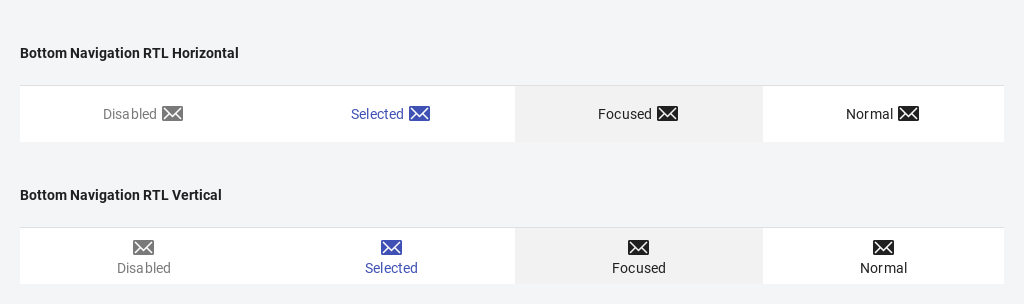 Bottom Navigation RTL Horizontal
Disabled Selected Focused Normal
Bottom Navigation RTL Vertical
Disabled Selected Focused Normal